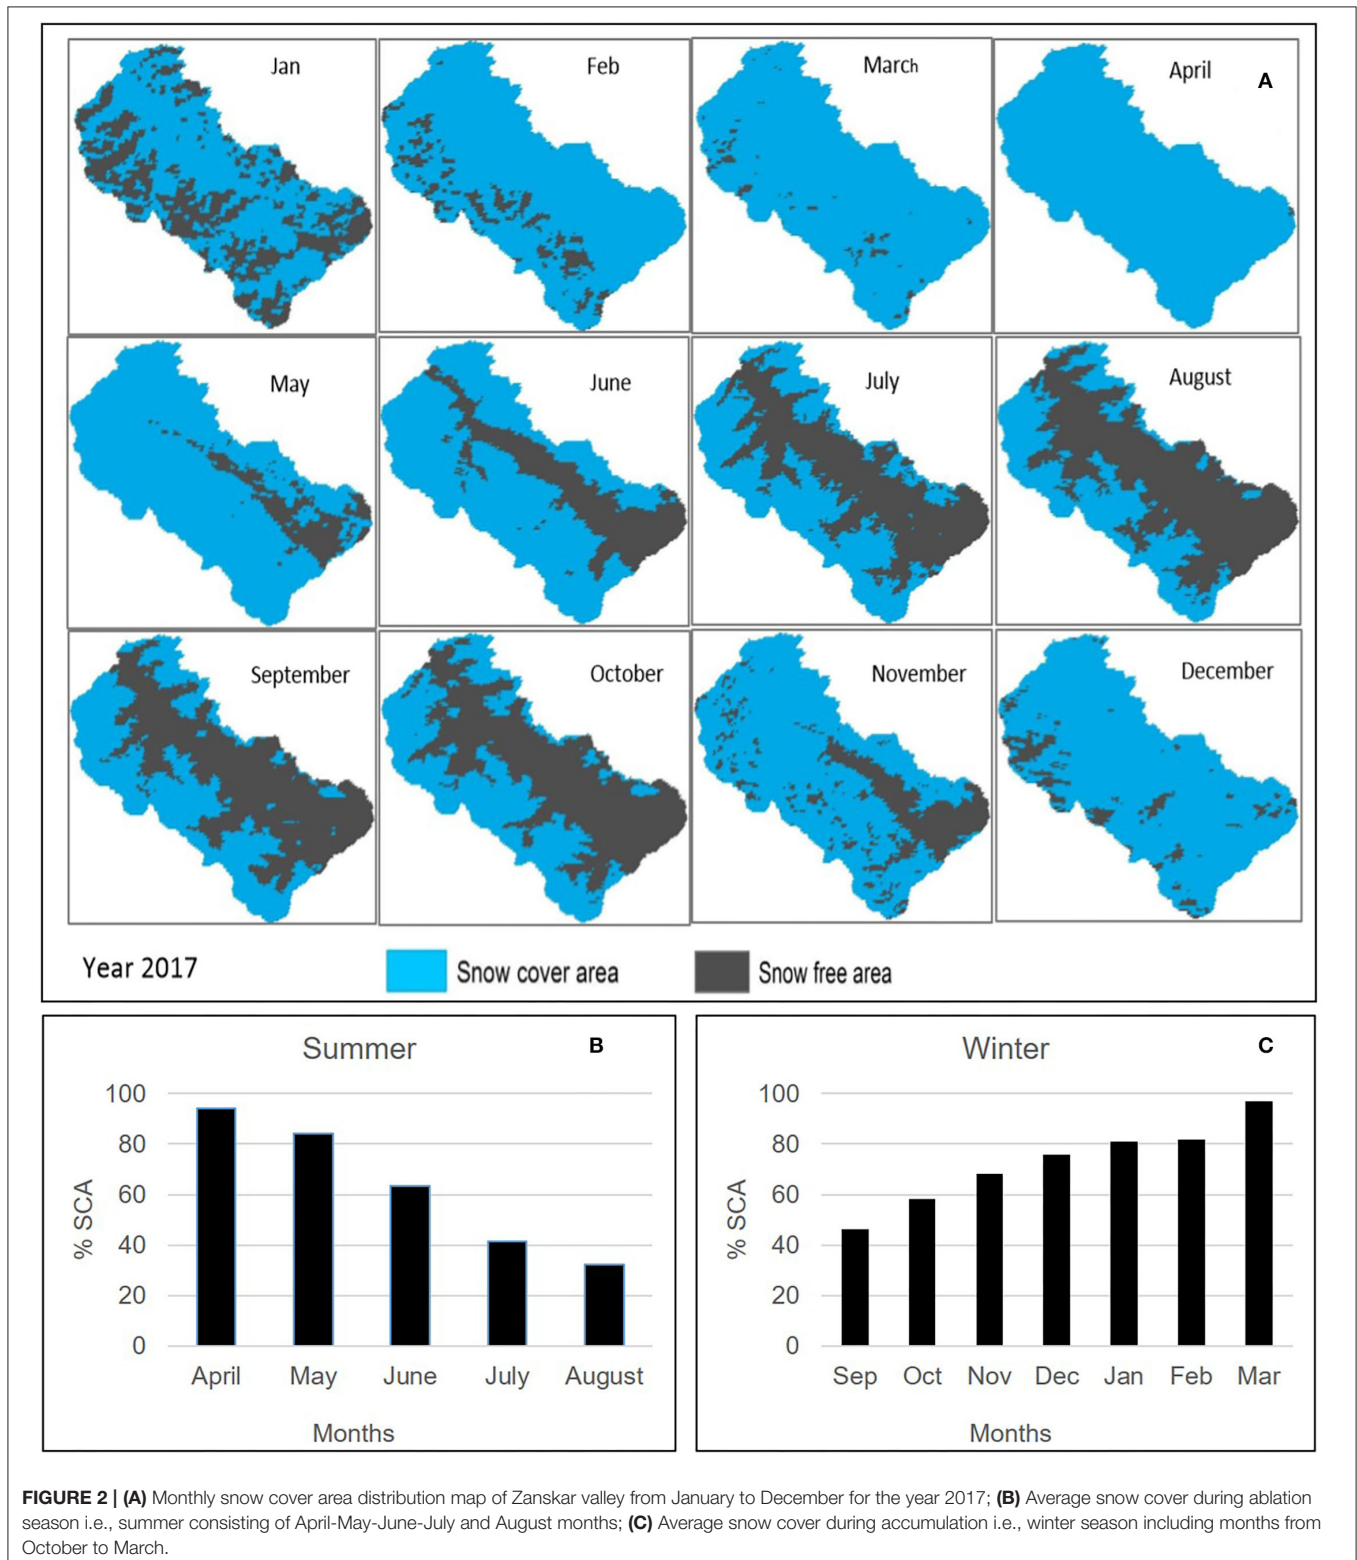 Jan Feb March April A
May June July August
September October November December
Year 2017 Snow cover area Snow free area
Summer B
100
80
60
40
20
0
% SCA
April May June July August
Months
Winter C
100
80
60
40
20
0
% SCA
Sep Oct Nov Dec Jan Feb Mar
Months
FIGURE 2 | (A) Monthly snow cover area distribution map of Zanskar valley from January to December for the year 2017; (B) Average snow cover during ablation
season i.e., summer consisting of April-May-June-July and August months; (C) Average snow cover during accumulation i.e., winter season including months from
October to March.